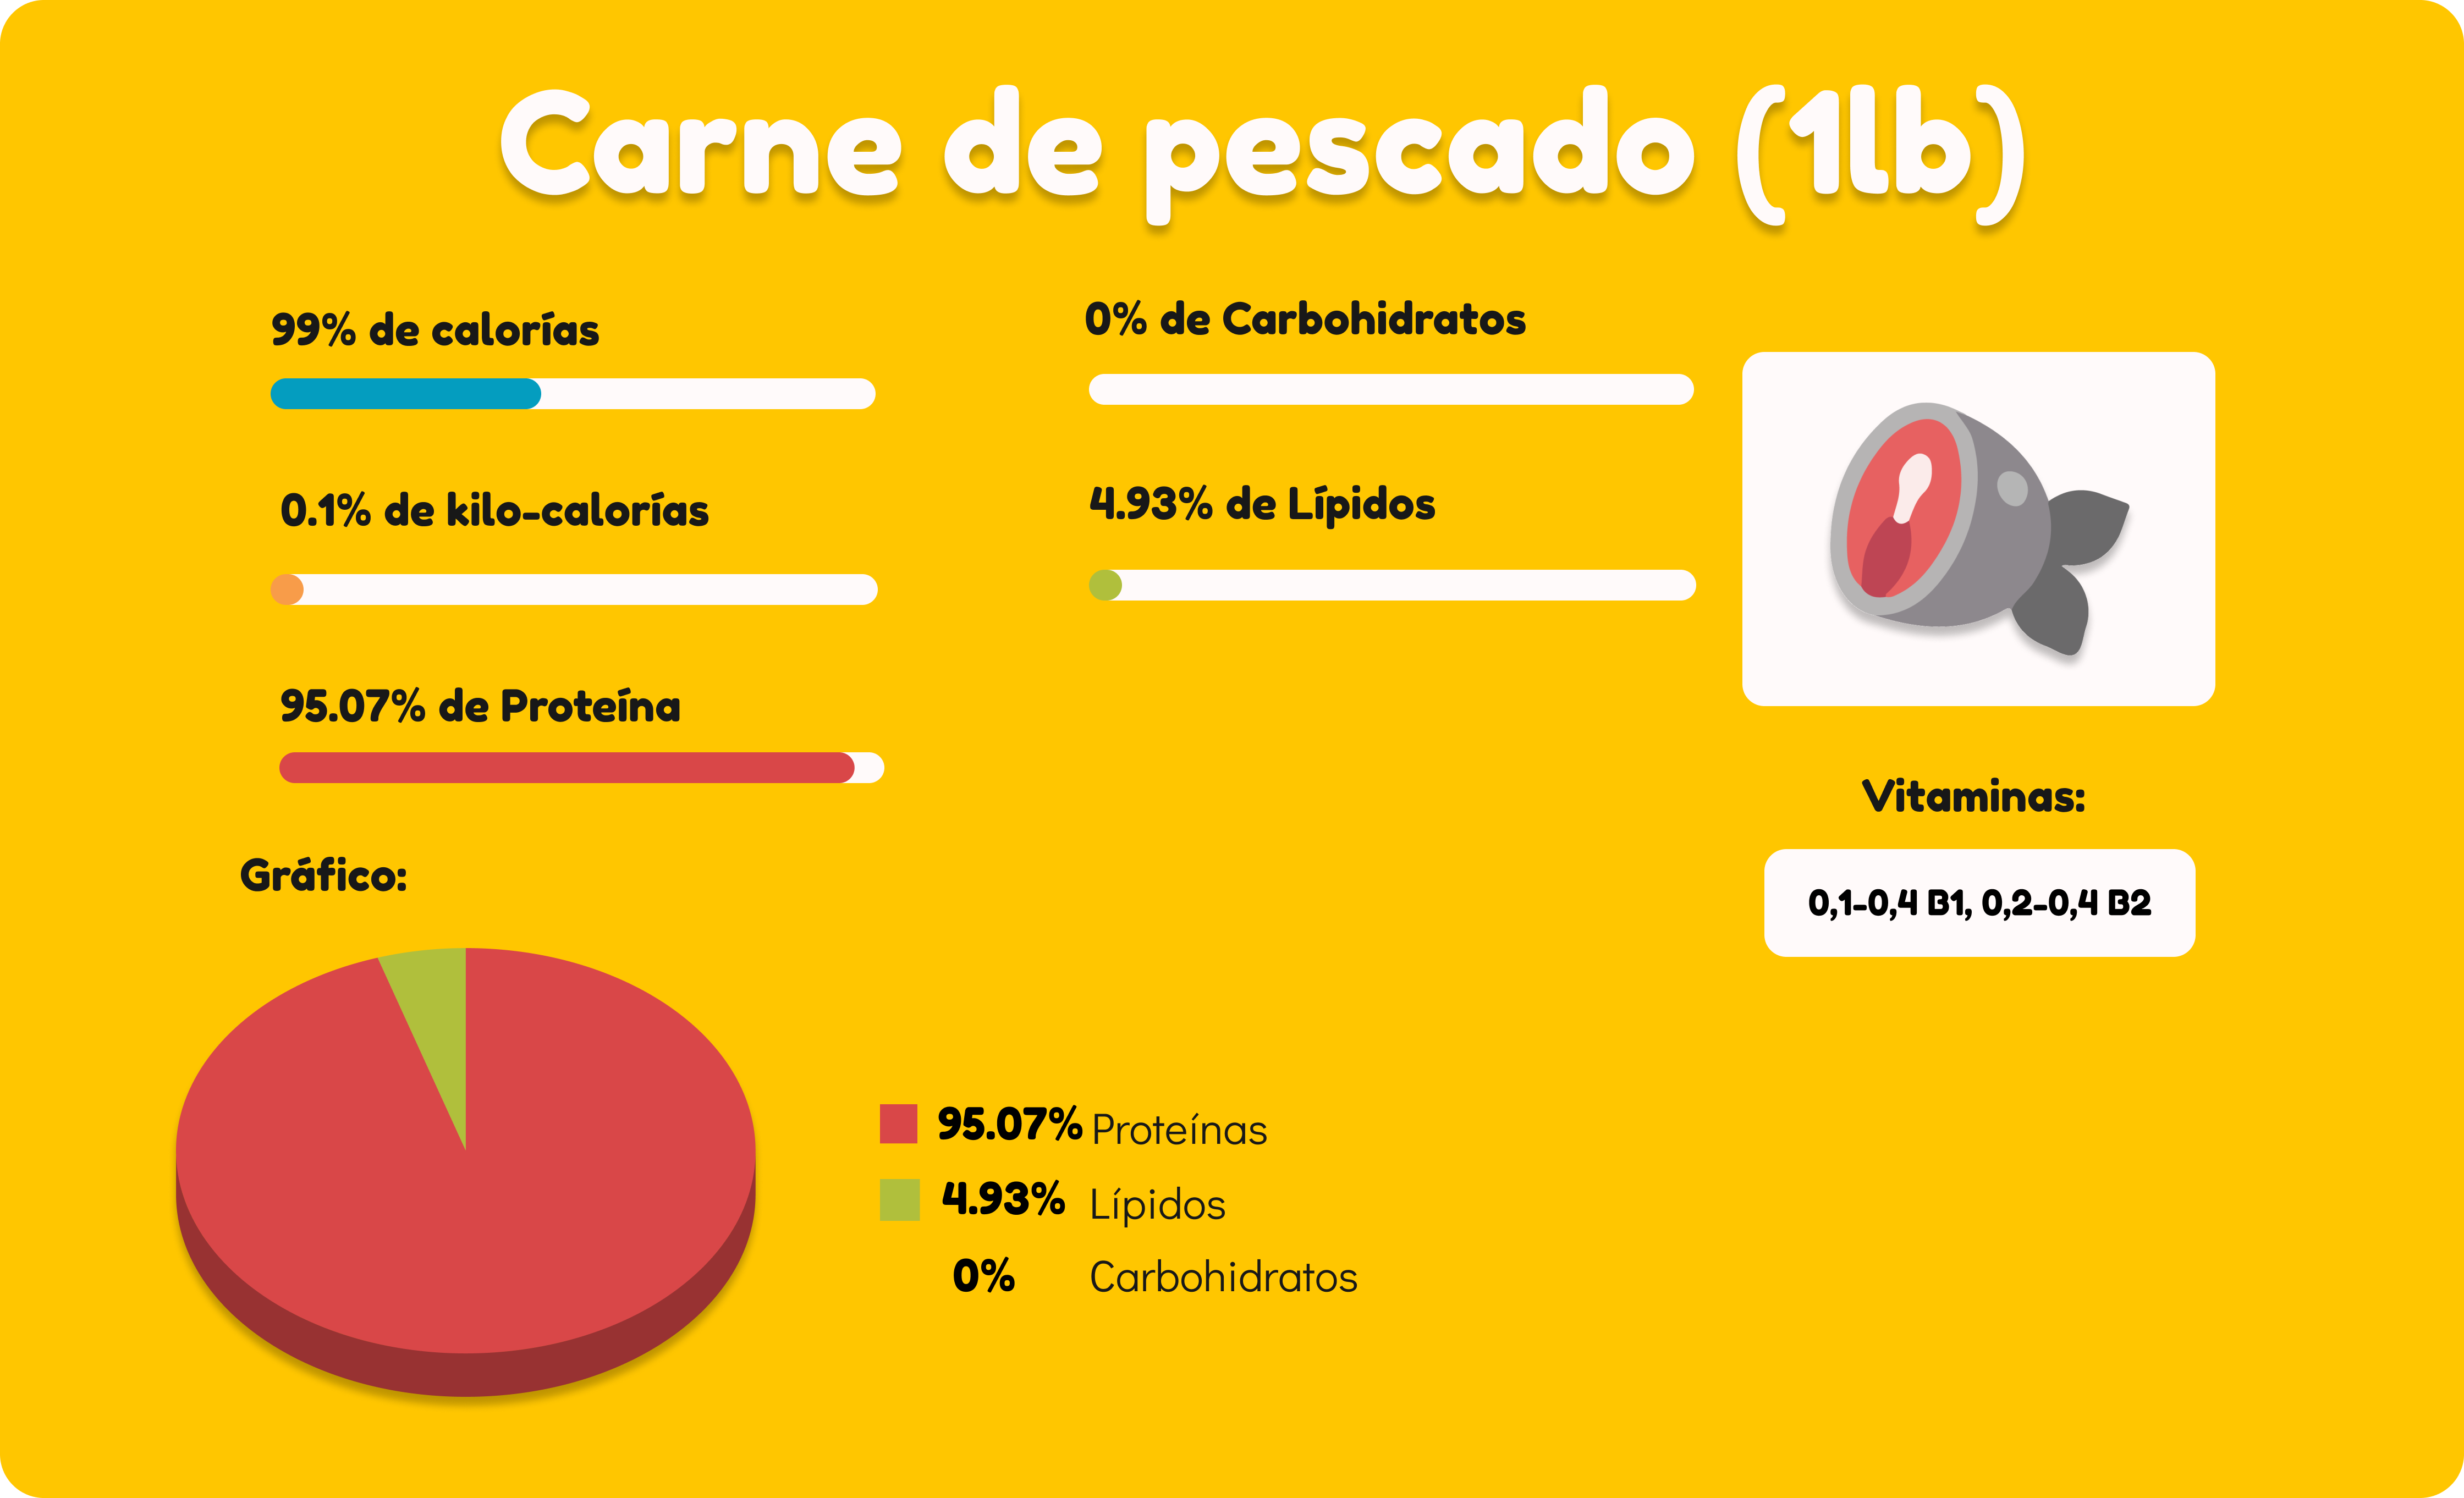 Carne de pescado (1lb)
99% de calorías
0% de Carbohidratos
0.1% de kilo-calorías
4.93% de Lípidos
95.07% de Proteína
Vitaminas:
0,1-0,4 B1, 0,2-0,4 B2
Gráfico:
95.07% Proteínas
4.93% Lípidos
0% Carbohidratos